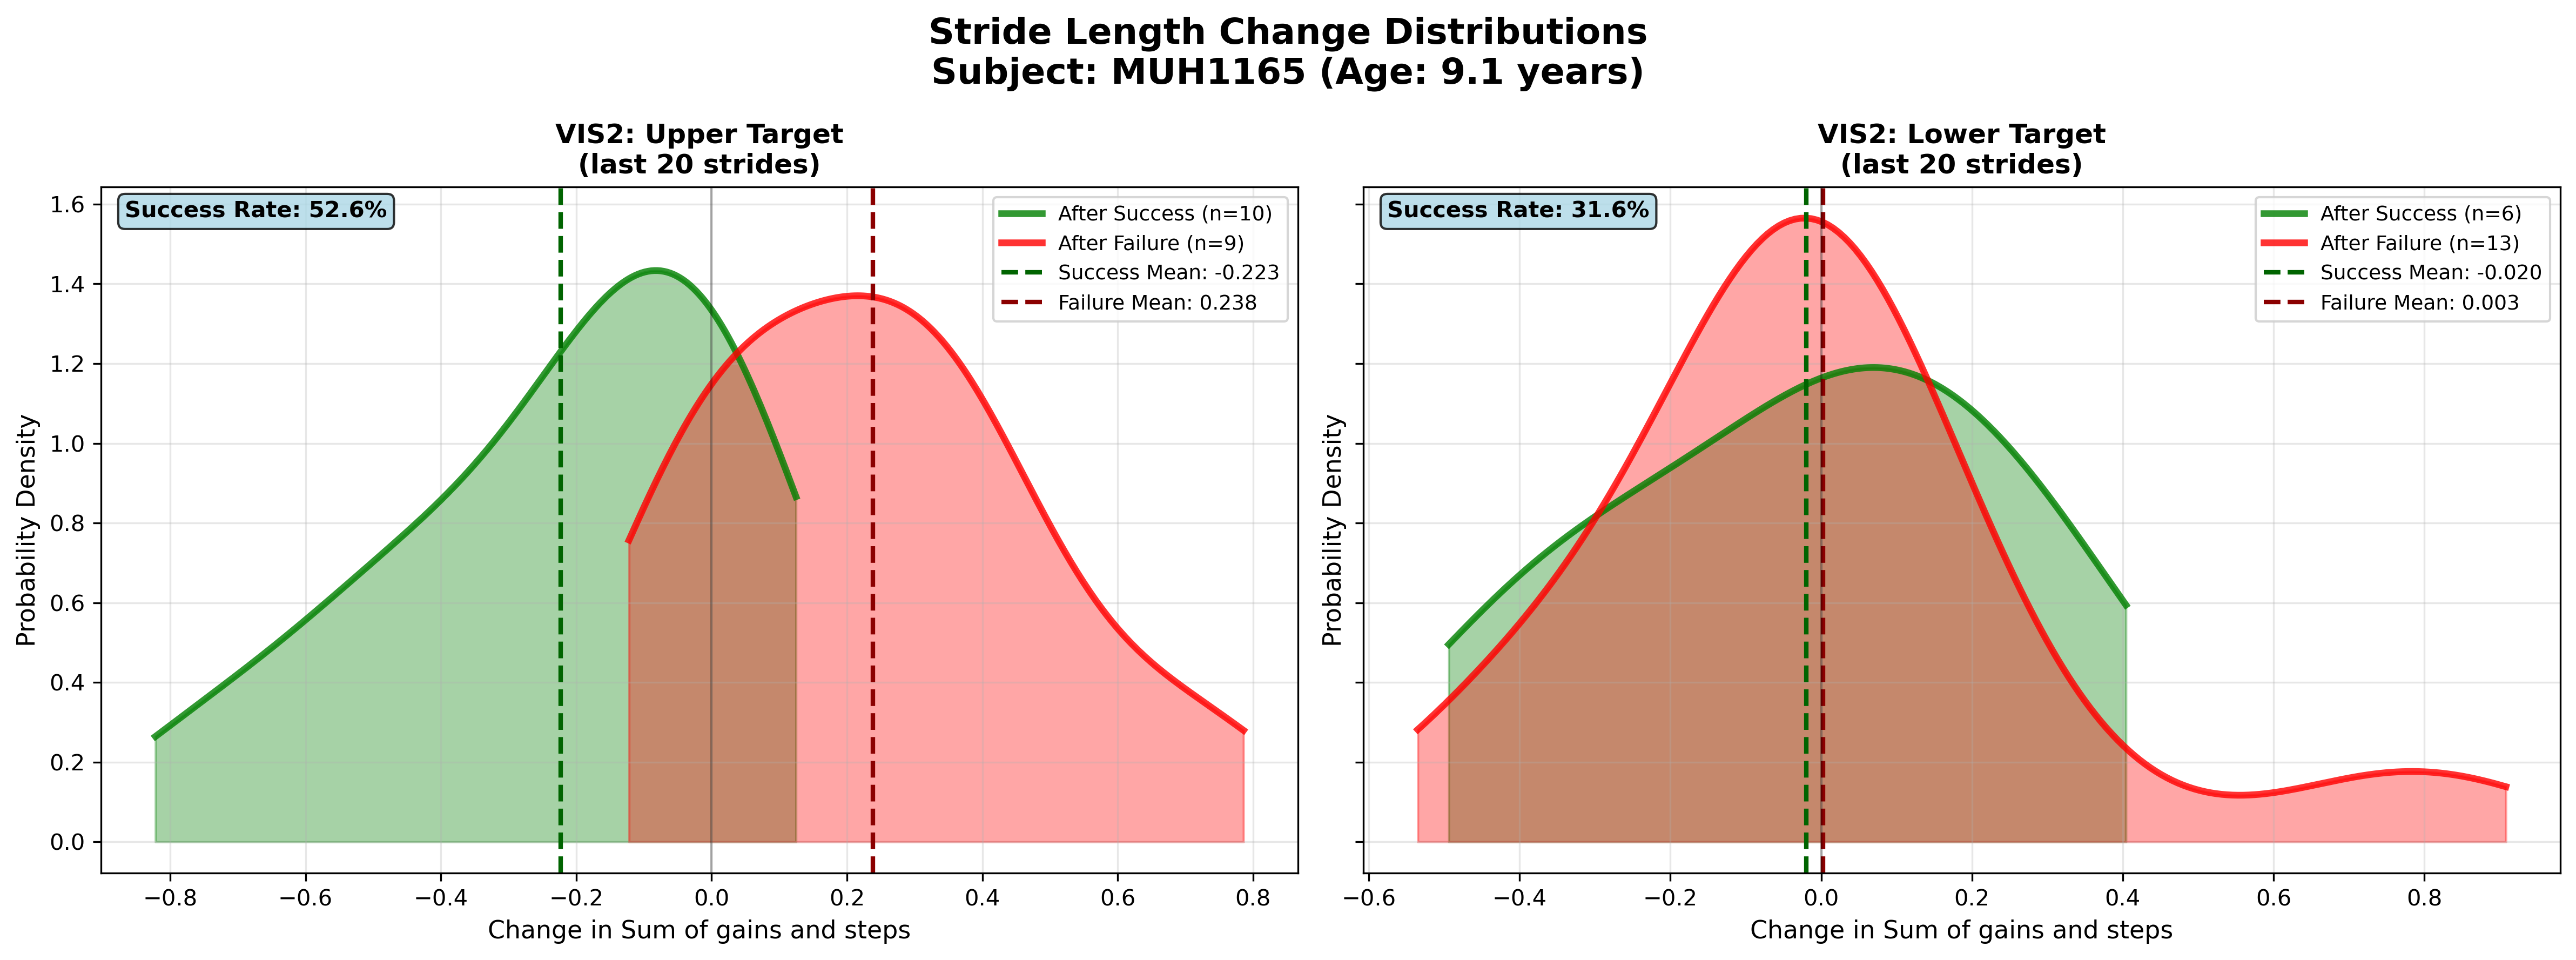 Stride Length Change Distributions
Subject: MUH1165 (Age: 9.1 years)
VIS2: Upper Target
(last 20 strides)
Success Rate: 52.6%
After Success (n=10)
After Failure (n=9)
Success Mean: -0.223
Failure Mean: 0.238
Probability Density
1.6
1.4
1.2
1.0
0.8
0.6
0.4
0.2
0.0
−0.8 −0.6 −0.4 −0.2 0.0 0.2 0.4 0.6 0.8
Change in Sum of gains and steps
VIS2: Lower Target
(last 20 strides)
Success Rate: 31.6%
After Success (n=6)
After Failure (n=13)
Success Mean: -0.020
Failure Mean: 0.003
Probability Density
−0.6 −0.4 −0.2 0.0 0.2 0.4 0.6 0.8
Change in Sum of gains and steps